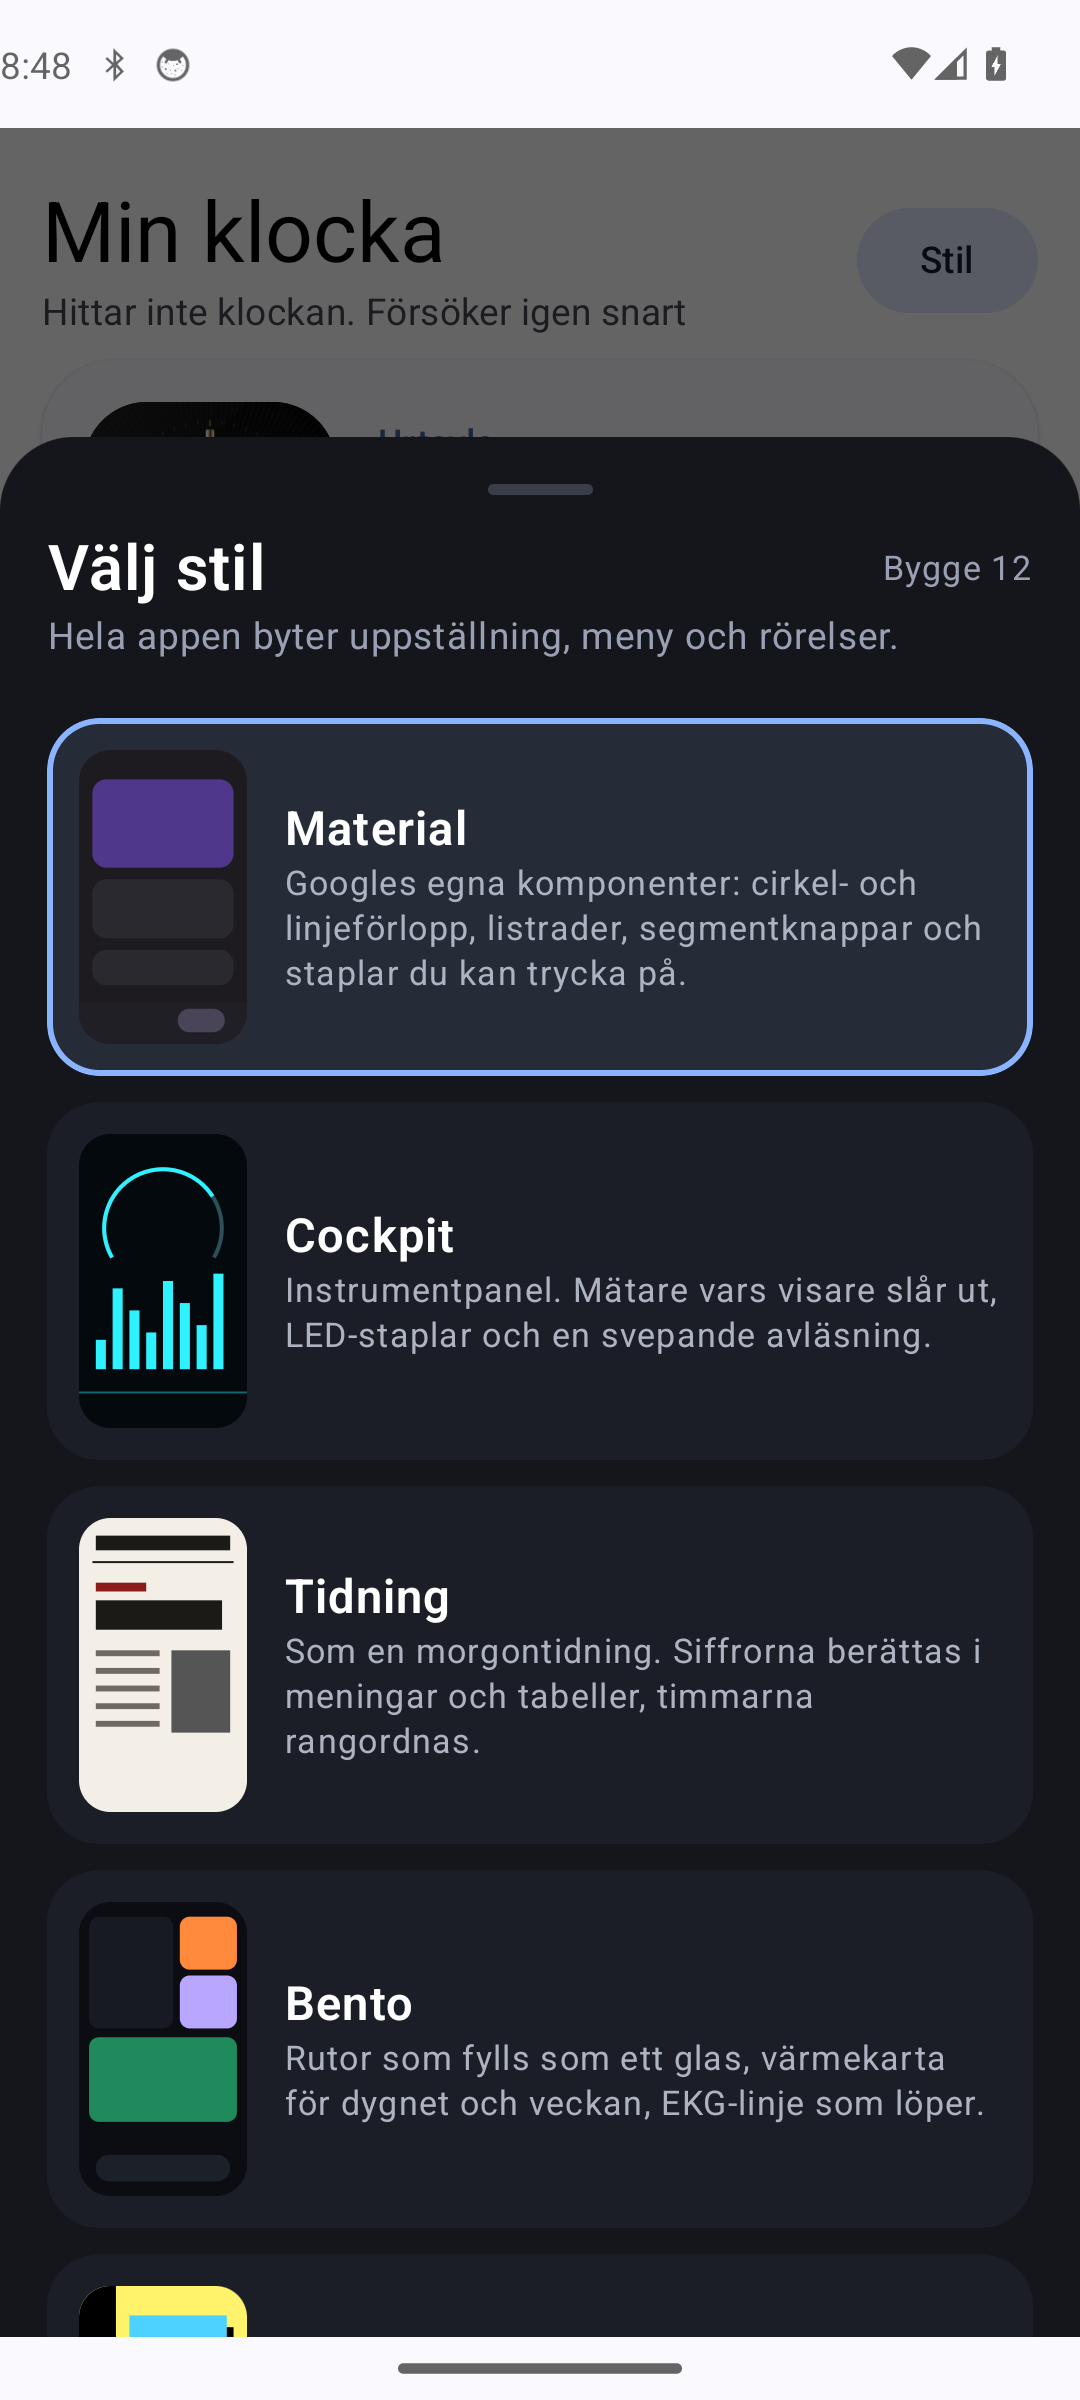 8:48
Min klocka
Stil
Hittar inte klockan. Försöker igen snart
Välj stil
Bygge 12
Hela appen byter uppställning, meny och rörelser.
Material
Googles egna komponenter: cirkel- och
linjeförlopp, listrader, segmentknappar och
staplar du kan trycka på.
Cockpit
Instrumentpanel. Mätare vars visare slår ut,
LED-staplar och en svepande avläsning.
Tidning
Som en morgontidning. Siffrorna berättas i
meningar och tabeller, timmarna
rangordnas.
Bento
Rutor som fylls som ett glas, värmekarta
för dygnet och veckan, EKG-linje som löper.